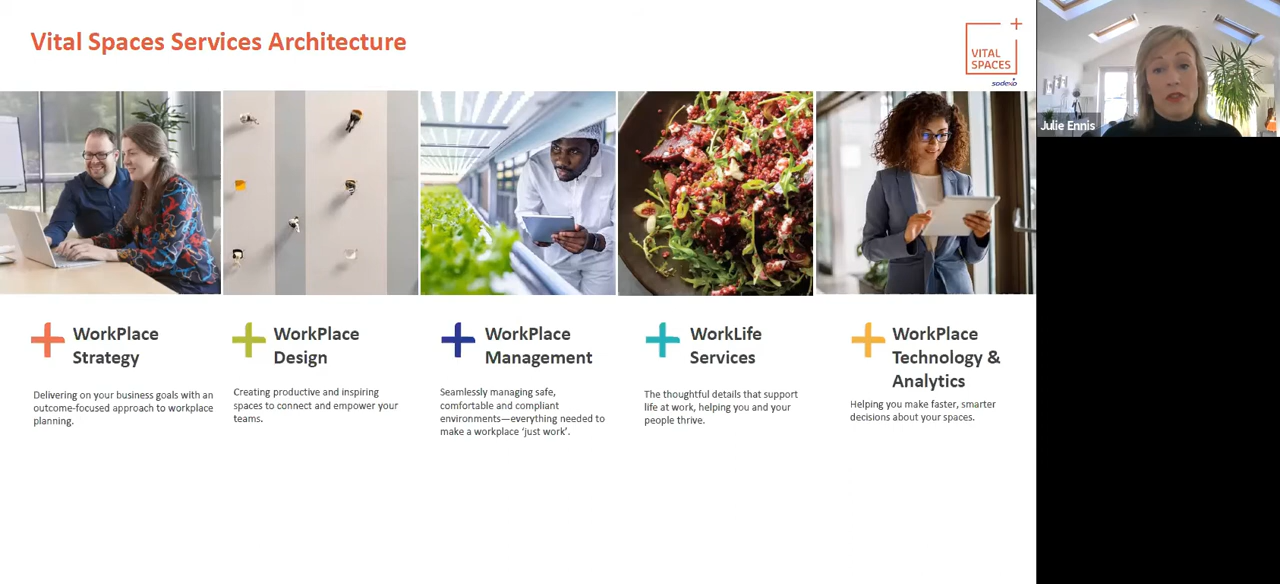 Vital Spaces Services Architecture
VITAL
SPACES
sodexo
Julie Ennis
WorkPlace
Strategy
Delivering on your business goals with an
outcome-focused approach to workplace
planning.
WorkPlace
Design
Creating productive and inspiring
spaces to connect and empower your
teams.
WorkPlace
Management
Seamlessly managing safe,
comfortable and compliant
environments—everything needed to
make a workplace ‘just work’.
WorkLife
Services
The thoughtful details that support
life at work, helping you and your
people thrive.
WorkPlace
Technology &
Analytics
Helping you make faster, smarter
decisions about your spaces.